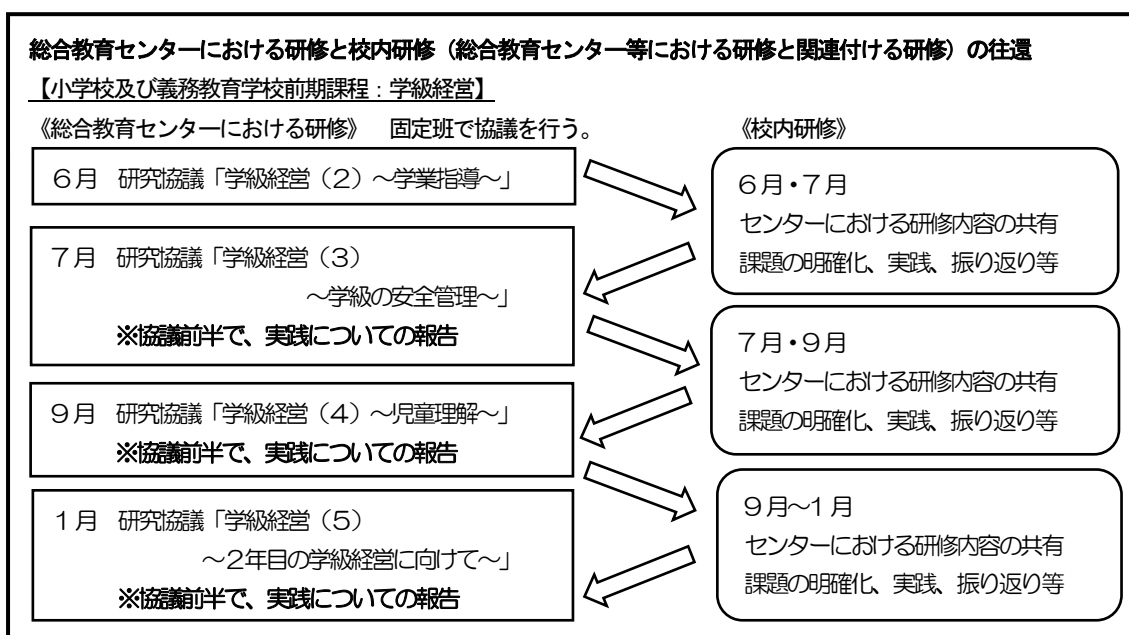 総合教育センターにおける研修と校内研修（総合教育センター等における研修と関連付ける研修）の往還
【小学校及び義務教育学校前期課程：学級経営】
《総合教育センターにおける研修》　固定班で協議を行う。
６月　研究協議「学級経営（２）～学業指導～」
７月　研究協議「学級経営（３）
～学級の安全管理～」
※協議前半で、実践についての報告
９月　研究協議「学級経営（４）～児童理解～」
※協議前半で、実践についての報告
１月　研究協議「学級経営（５）
～２年目の学級経営に向けて～」
※協議前半で、実践についての報告
《校内研修》
６月・７月
センターにおける研修内容の共有
課題の明確化、実践、振り返り等
７月・９月
センターにおける研修内容の共有
課題の明確化、実践、振り返り等
９月～１月
センターにおける研修内容の共有
課題の明確化、実践、振り返り等